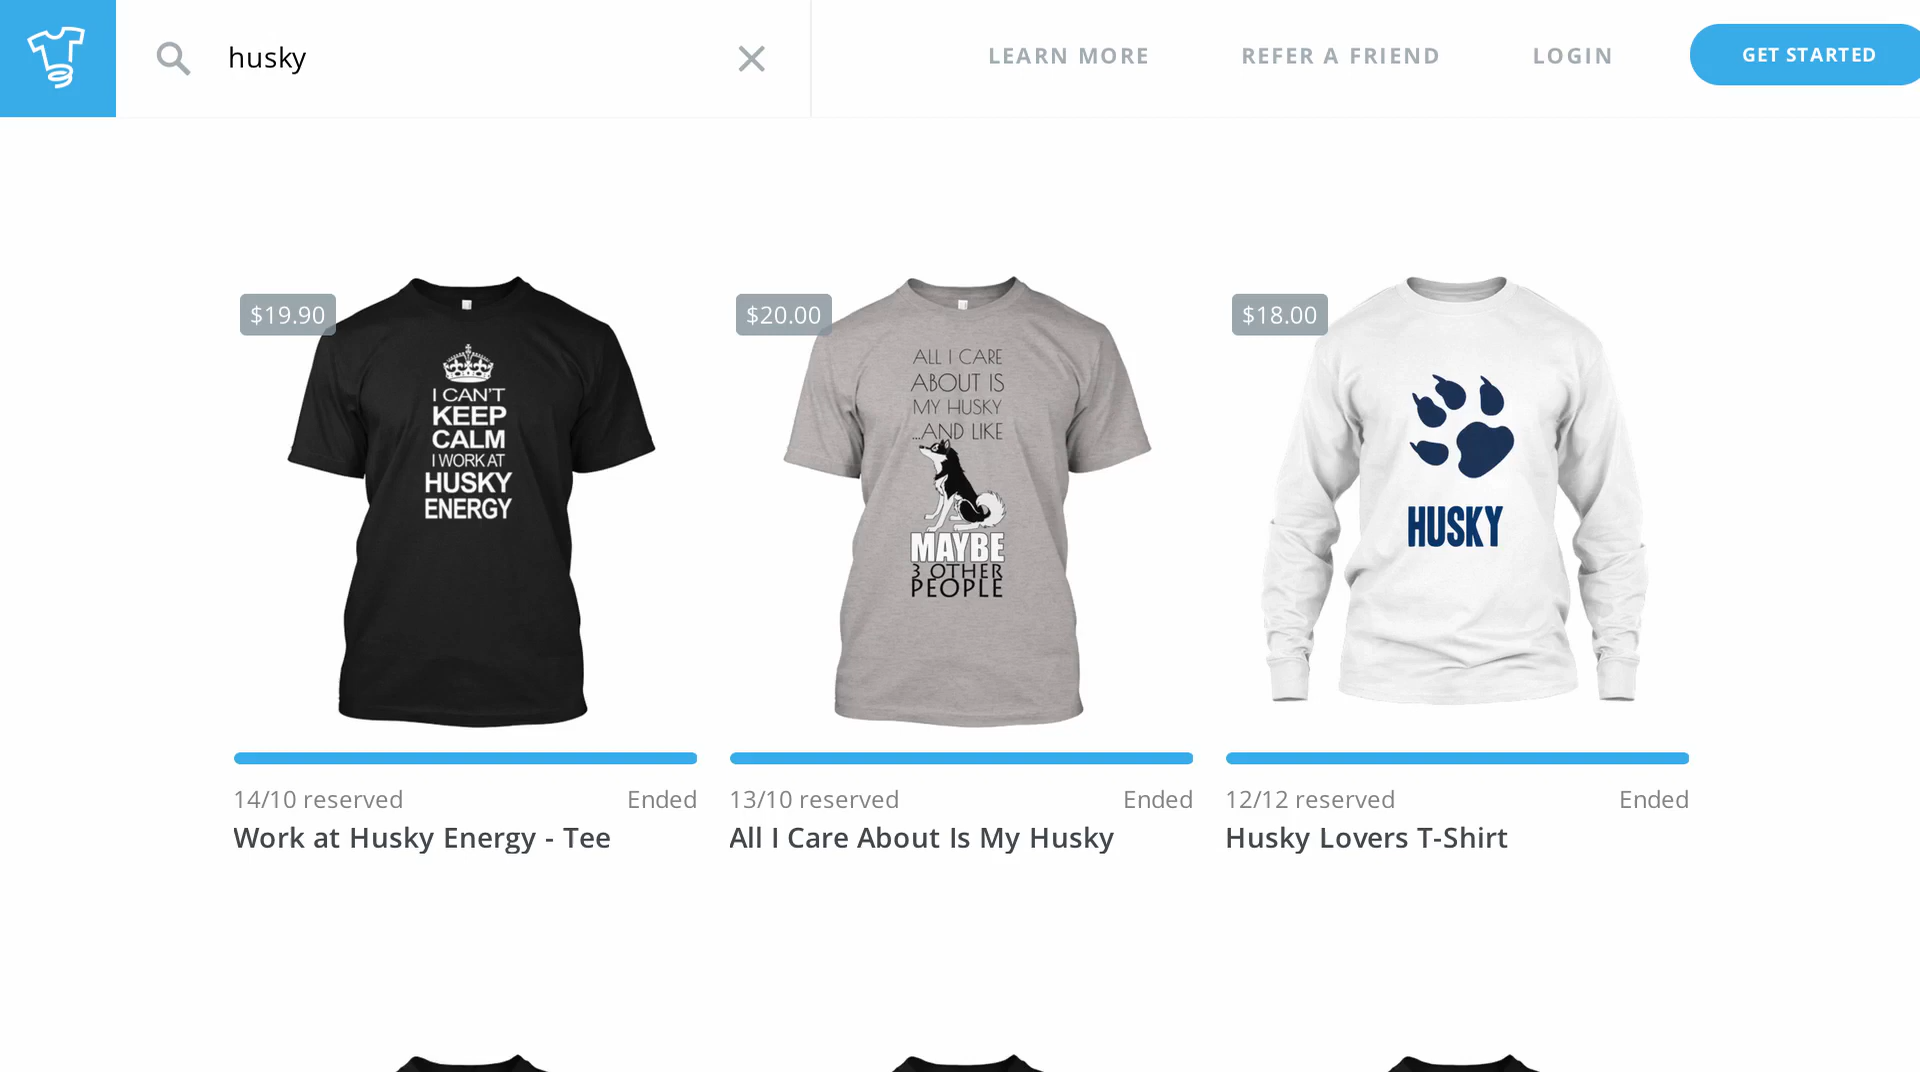 husky
LEARN MORE
REFER A FRIEND
LOGIN
GET STARTED
$19.90
I CAN'T
KEEP
CALM
I WORK AT
HUSKY
ENERGY
14/10 reserved
Ended
Work at Husky Energy - Tee
$20.00
ALL I CARE
ABOUT IS
MY HUSKY
...AND LIKE
MAYBE
3 OTHER
PEOPLE
13/10 reserved
Ended
All I Care About Is My Husky
$18.00
HUSKY
12/12 reserved
Ended
Husky Lovers T-Shirt